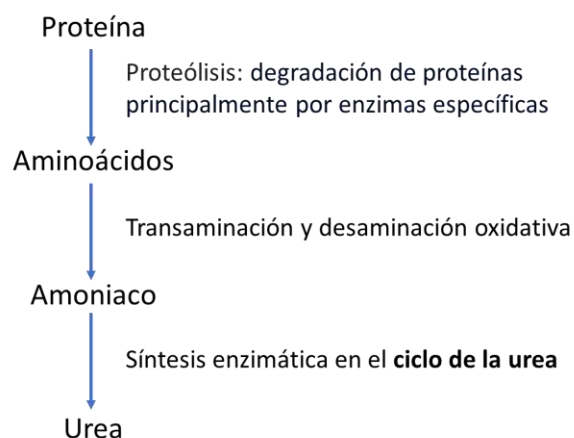 Proteína
Proteólisis: degradación de proteínas
principalmente por enzimas específicas
Aminoácidos
Transaminación y desaminación oxidativa
Amoniaco
Síntesis enzimática en el ciclo de la urea
Urea